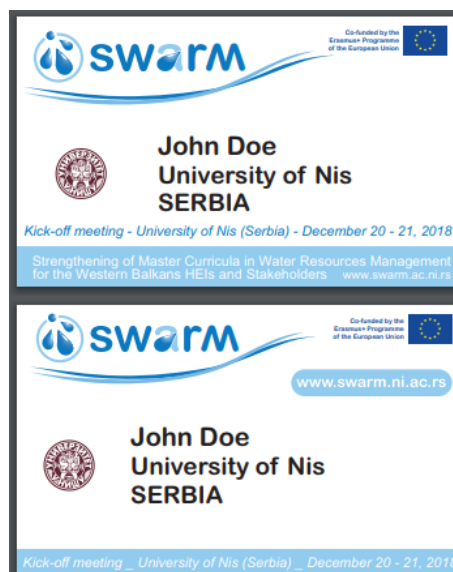 swarm
Co-funded by the
Erasmus+ Programme
of the European Union
John Doe
University of Nis
SERBIA
Kick-off meeting - University of Nis (Serbia) - December 20 - 21, 2018
Strengthening of Master Curricula in Water Resources Management
for the Western Balkans HEIs and Stakeholders www.swarm.ac.ni.rs
swarm
Co-funded by the
Erasmus+ Programme
of the European Union
www.swarm.ni.ac.rs
John Doe
University of Nis
SERBIA
Kick-off meeting _ University of Nis (Serbia) _ December 20 - 21, 2018